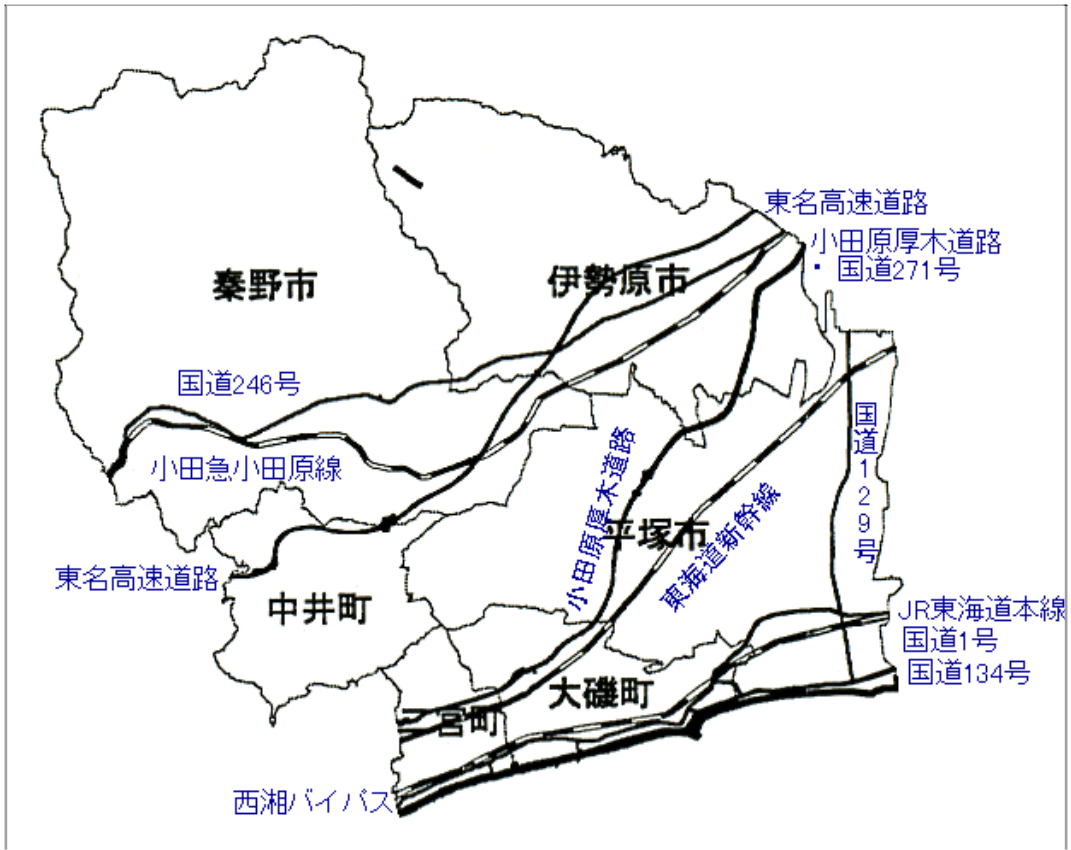 東名高速道路
小田原厚木道路
・国道271号
秦野市
伊勢原市
国道246号
国道129号
小田急小田原線
小田原厚木道路
平塚市
東海道新幹線
東名高速道路
中井町
JR東海道本線
国道1号
国道134号
大磯町
二宮町
西湘バイパス